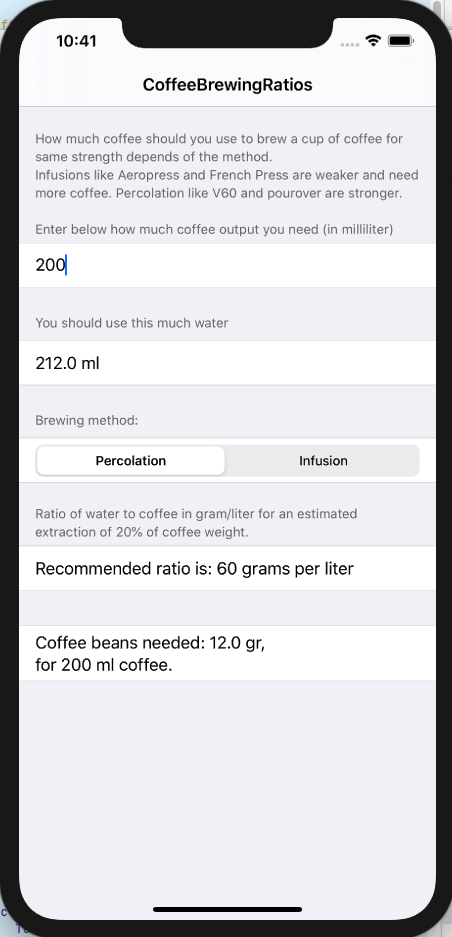 10:41
CoffeeBrewingRatios
How much coffee should you use to brew a cup of coffee for
same strength depends of the method.
Infusions like Aeropress and French Press are weaker and need
more coffee. Percolation like V60 and pourover are stronger.
Enter below how much coffee output you need (in milliliter)
200
You should use this much water
212.0 ml
Brewing method:
Percolation
Infusion
Ratio of water to coffee in gram/liter for an estimated
extraction of 20% of coffee weight.
Recommended ratio is: 60 grams per liter
Coffee beans needed: 12.0 gr,
for 200 ml coffee.